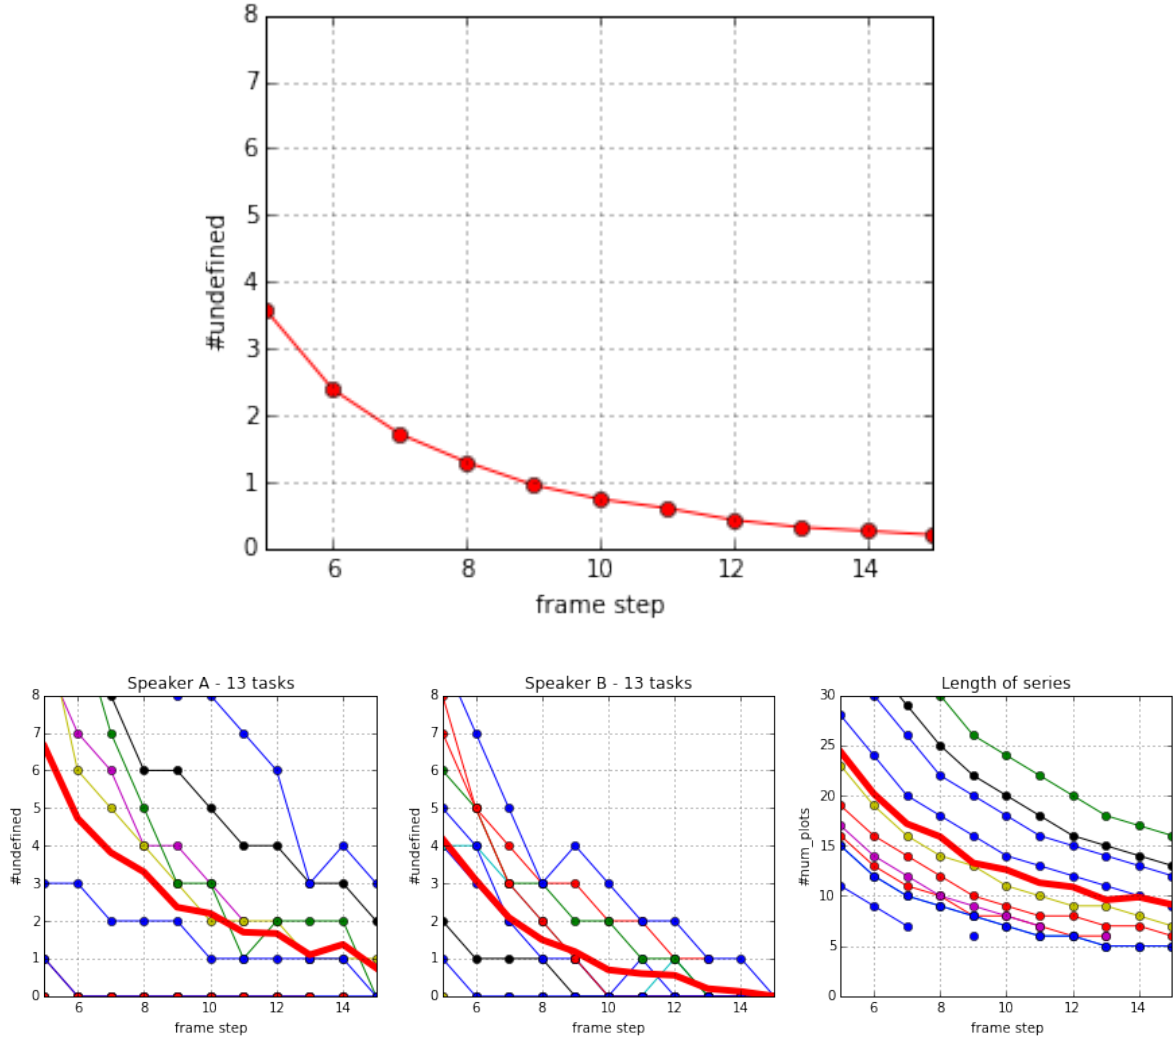 8
7
6
5
4
3
2
1
0
#undefined
6 8 10 12 14
frame step
Speaker A - 13 tasks
8
7
6
5
4
3
2
1
0
#undefined
6 8 10 12 14
frame step
Speaker B - 13 tasks
8
7
6
5
4
3
2
1
0
#undefined
6 8 10 12 14
frame step
Length of series
30
25
20
15
10
5
0
#num_plots
6 8 10 12 14
frame step